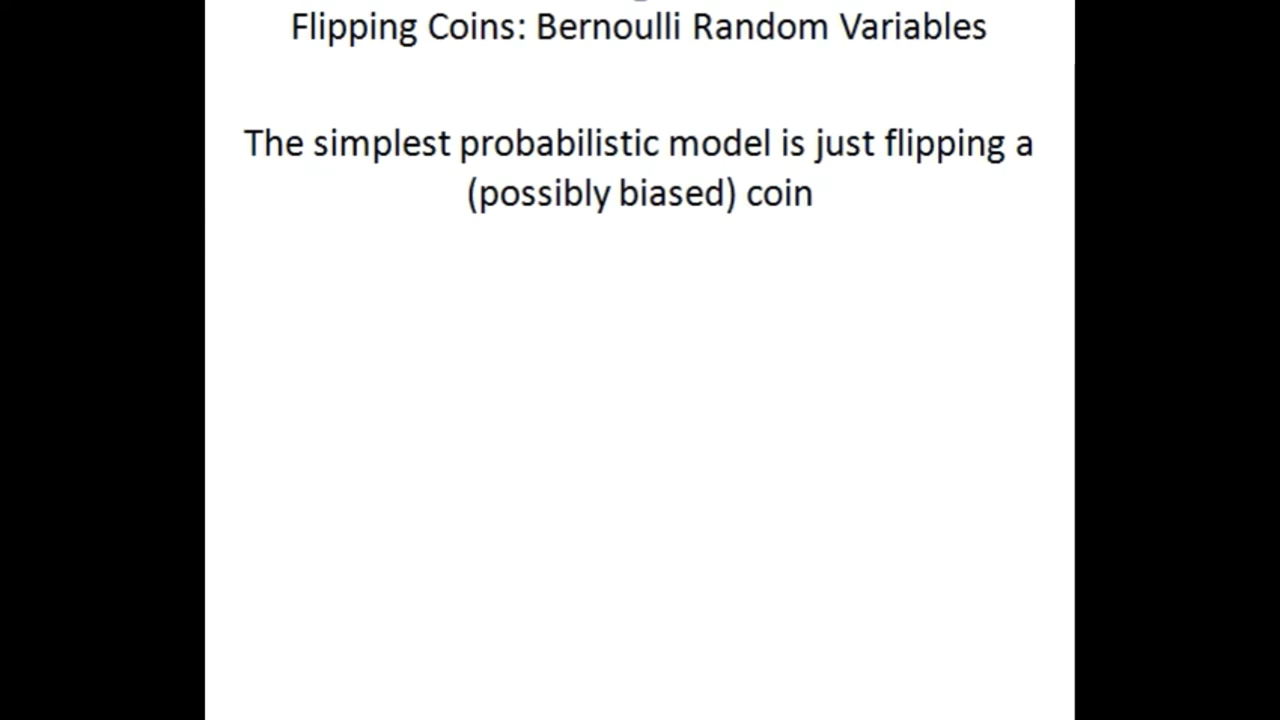 Flipping Coins: Bernoulli Random Variables
The simplest probabilistic model is just flipping a
(possibly biased) coin